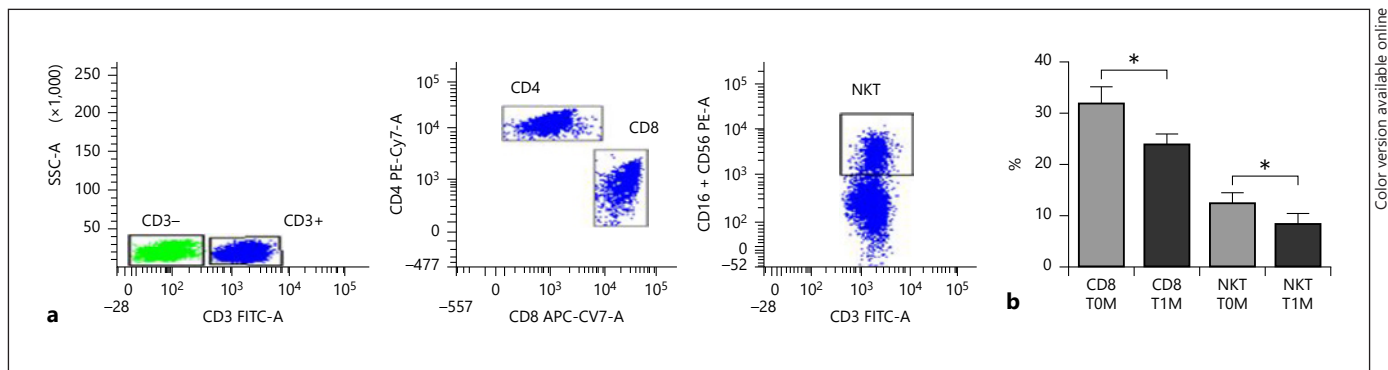 Color version available online
SSC-A (×1,000)
250
200
150
100
50
CD3–
CD3+
0
10²
10³
10⁴
10⁵
–28
CD3 FITC-A
a
CD4 PE-Cy7-A
10⁵
10⁴
10³
0
–477
CD4
CD8
0
10³
10⁴
10⁵
–557
CD8 APC-CV7-A
CD16 + CD56 PE-A
10⁵
10⁴
10³
10²
0
–52
NKT
0
10²
10³
10⁴
10⁵
–28
CD3 FITC-A
b
%
40
30
20
10
0
*
*
CD8 T0M
CD8 T1M
NKT T0M
NKT T1M